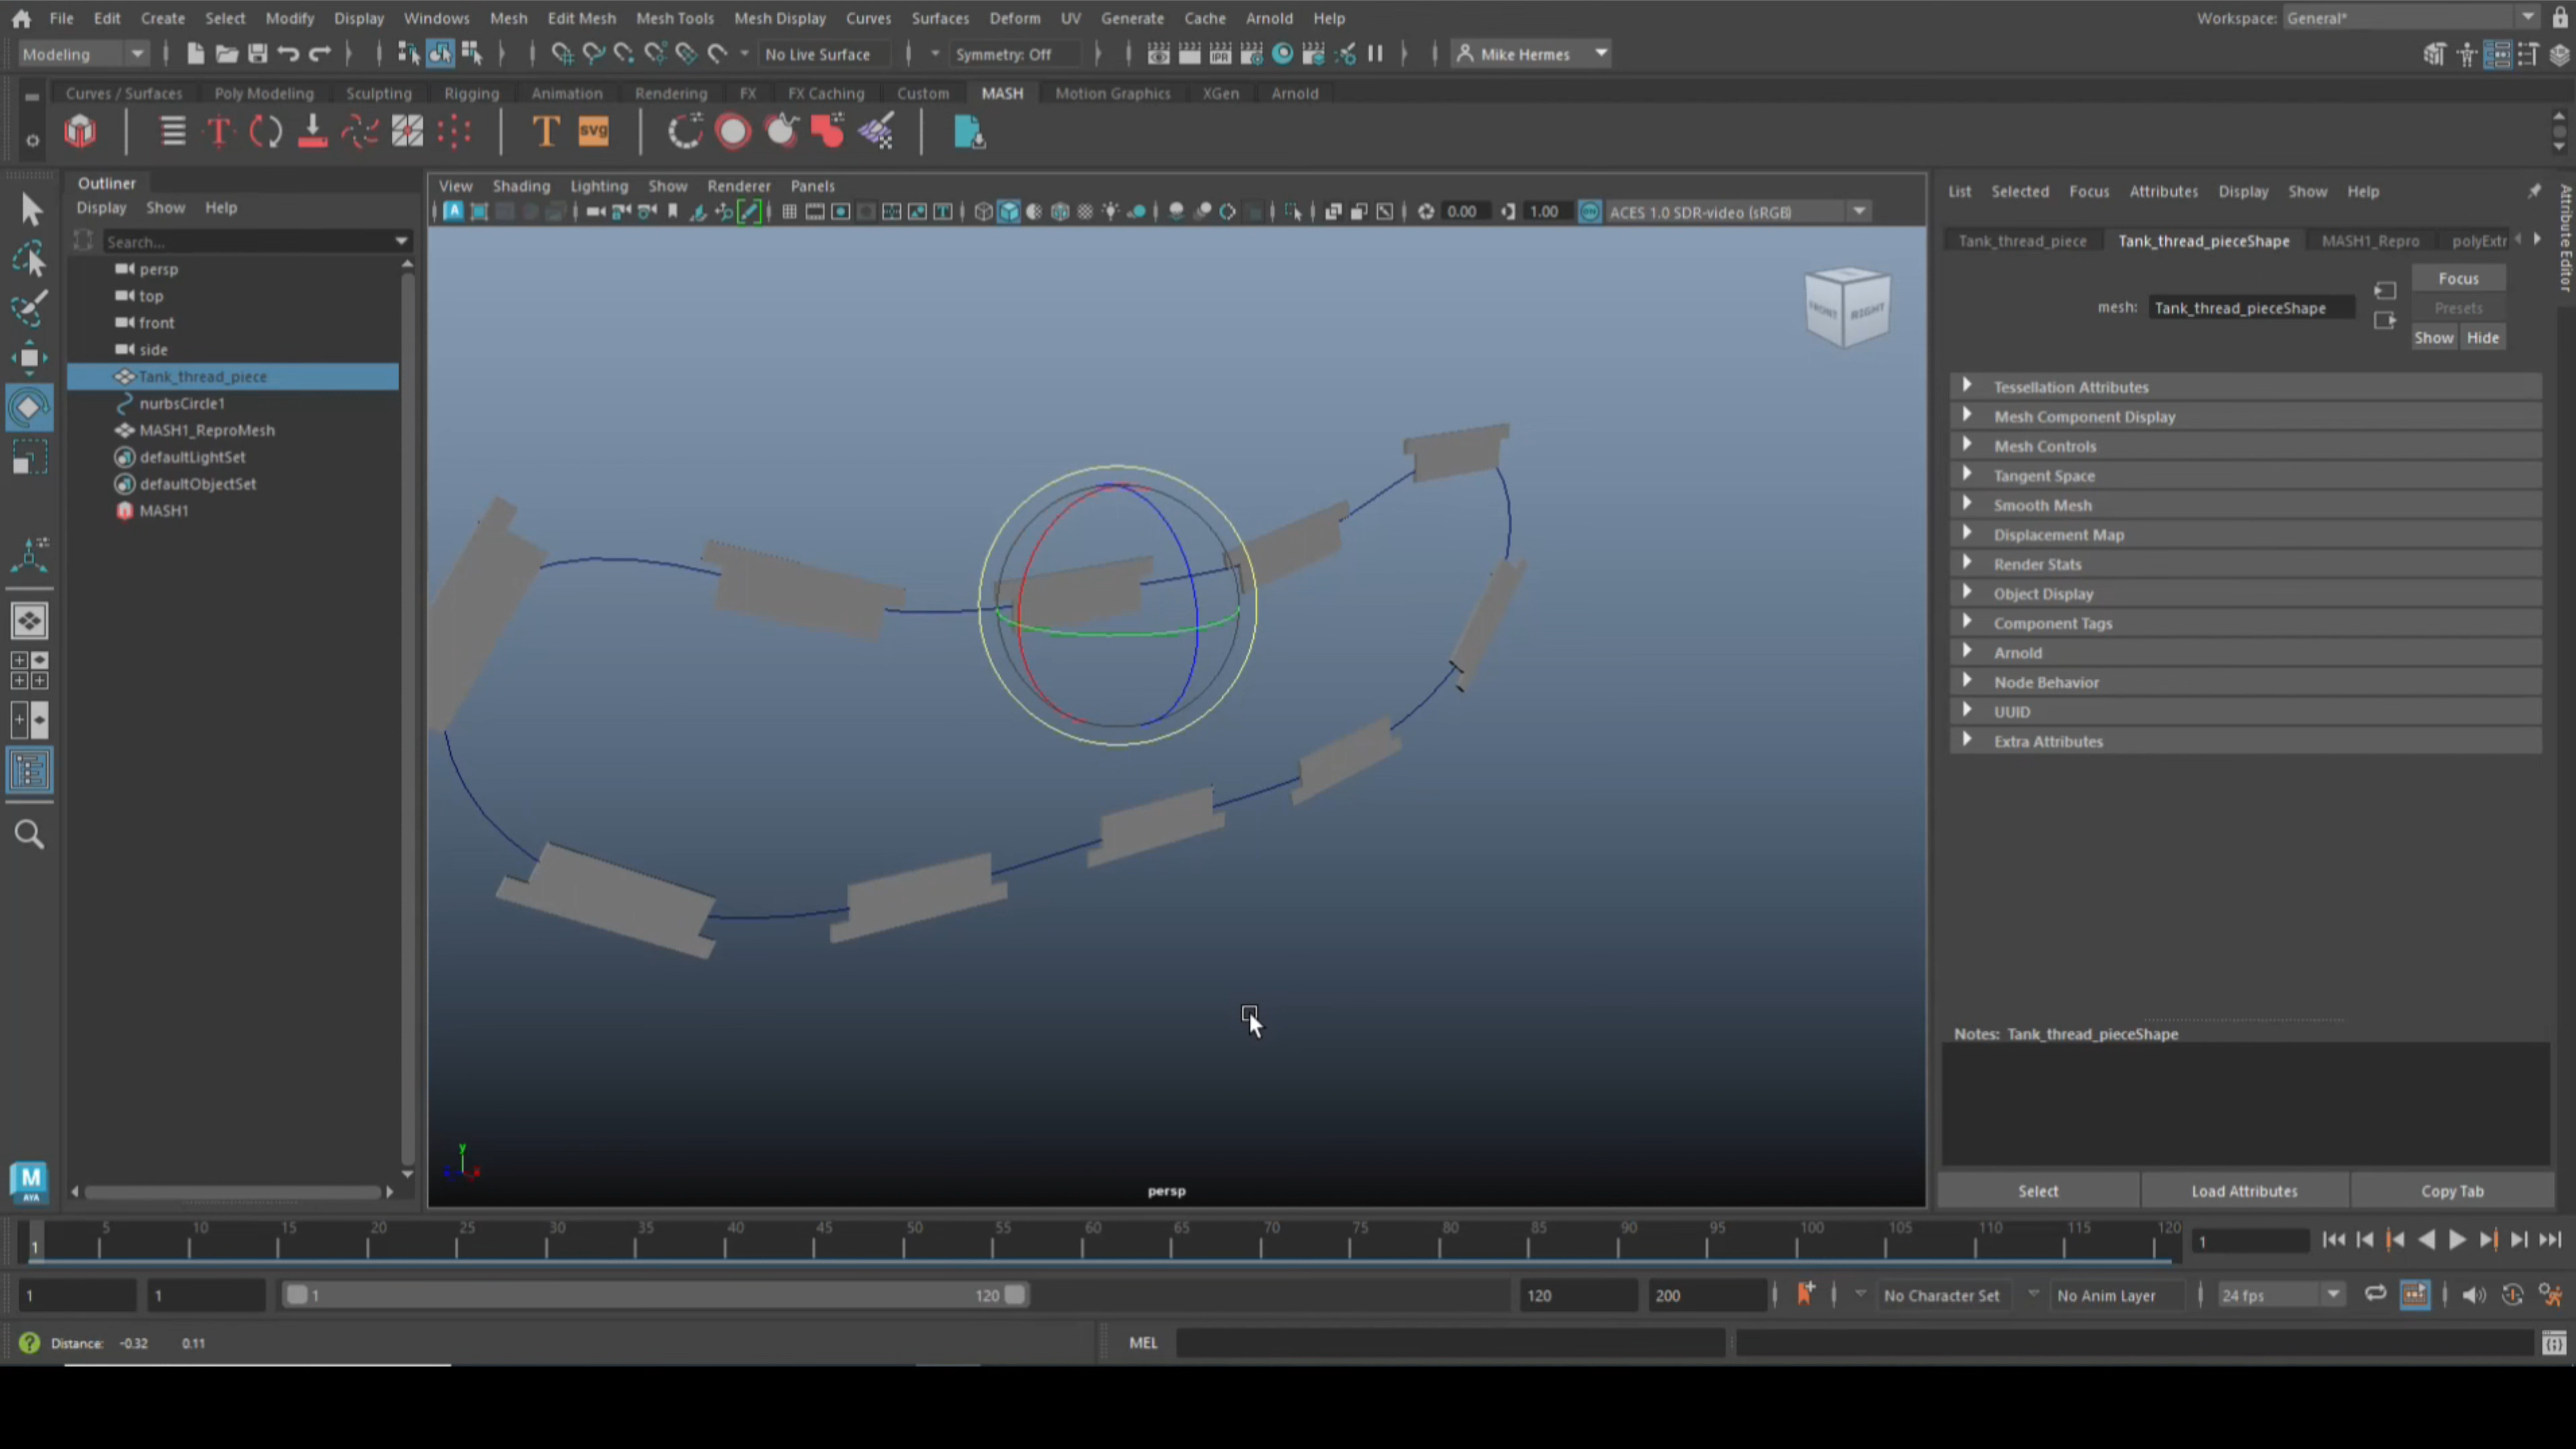 File Edit Create Select Modify Display Windows Mesh Edit Mesh Mesh Tools Mesh Display Curves Surfaces Deform UV Generate Cache Arnold Help Workspace: General*
Modeling No Live Surface Symmetry: Off IPR Mike Hermes
Curves / Surfaces Poly Modeling Sculpting Rigging Animation Rendering FX FX Caching Custom MASH Motion Graphics XGen Arnold
T T svg
Outliner
Display Show Help
Search...
persp
top
front
side
Tank_thread_piece
nurbsCircle1
MASH1_ReproMesh
defaultLightSet
defaultObjectSet
MASH1
View Shading Lighting Show Renderer Panels
0.00 1.00 ACES 1.0 SDR-video (sRGB)
FRONT RIGHT
y
x
persp
List Selected Focus Attributes Display Show Help
Attribute Editor
Tank_thread_piece Tank_thread_pieceShape MASH1_Repro polyExtr
Focus
mesh: Tank_thread_pieceShape Presets
Show Hide
Tessellation Attributes
Mesh Component Display
Mesh Controls
Tangent Space
Smooth Mesh
Displacement Map
Render Stats
Object Display
Component Tags
Arnold
Node Behavior
UUID
Extra Attributes
Notes: Tank_thread_pieceShape
Select Load Attributes Copy Tab
M
AYA
5 10 15 20 25 30 35 40 45 50 55 60 65 70 75 80 85 90 95 100 105 110 115 120
1 1
1 1 1 120 120 200 No Character Set No Anim Layer 24 fps
Distance: -0.32 0.11 MEL